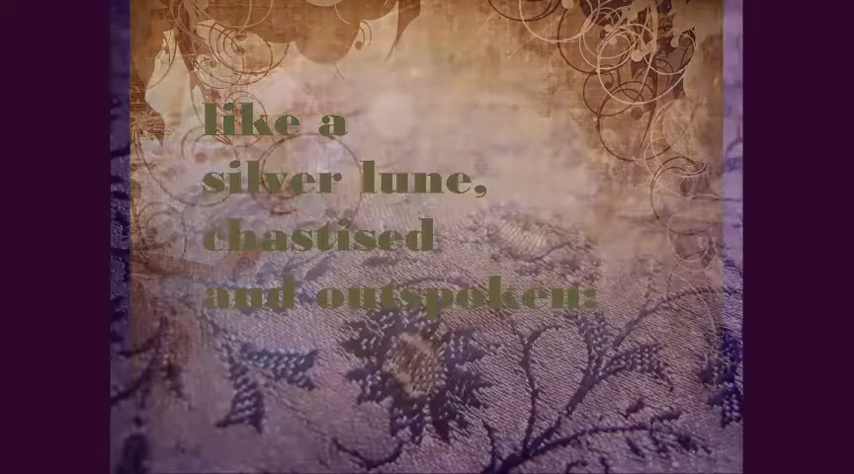 like a
silver lune,
chastised
and outspoken;